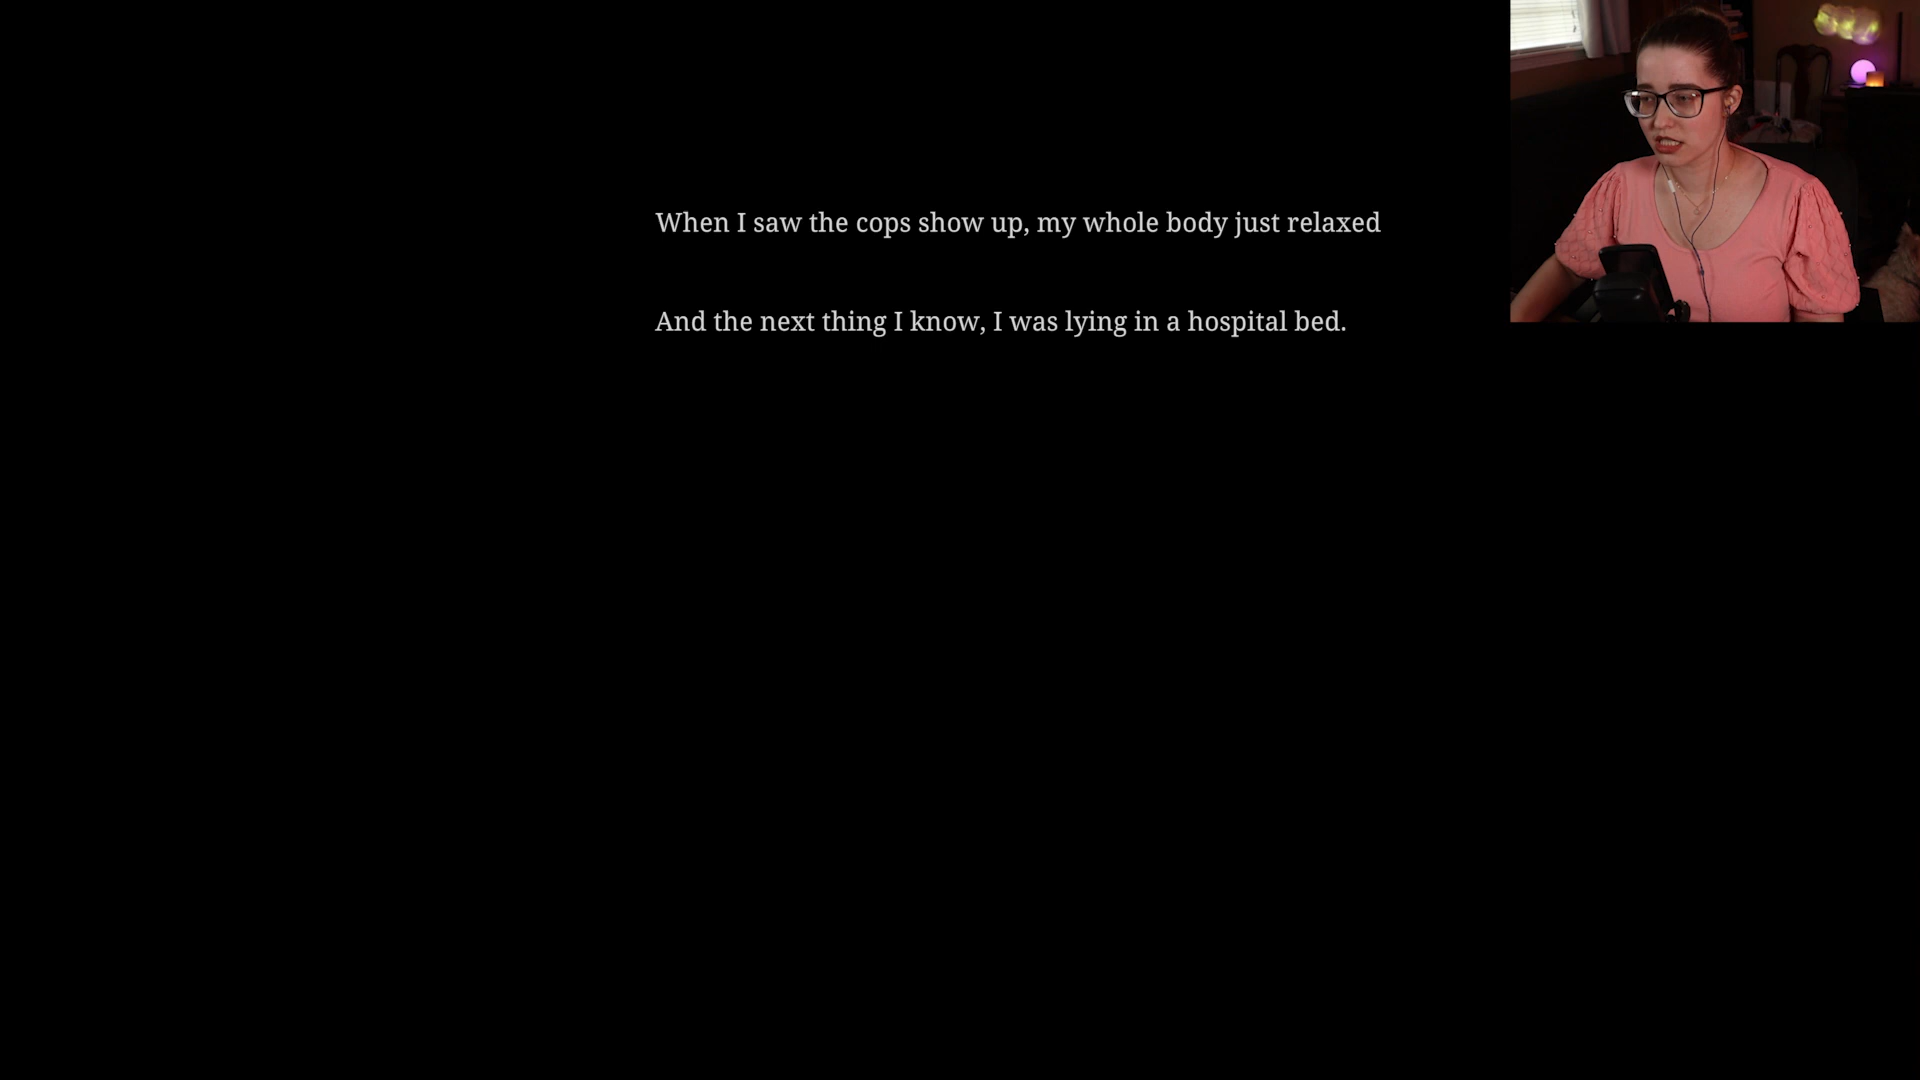 When I saw the cops show up, my whole body just relaxed
And the next thing I know, I was lying in a hospital bed.